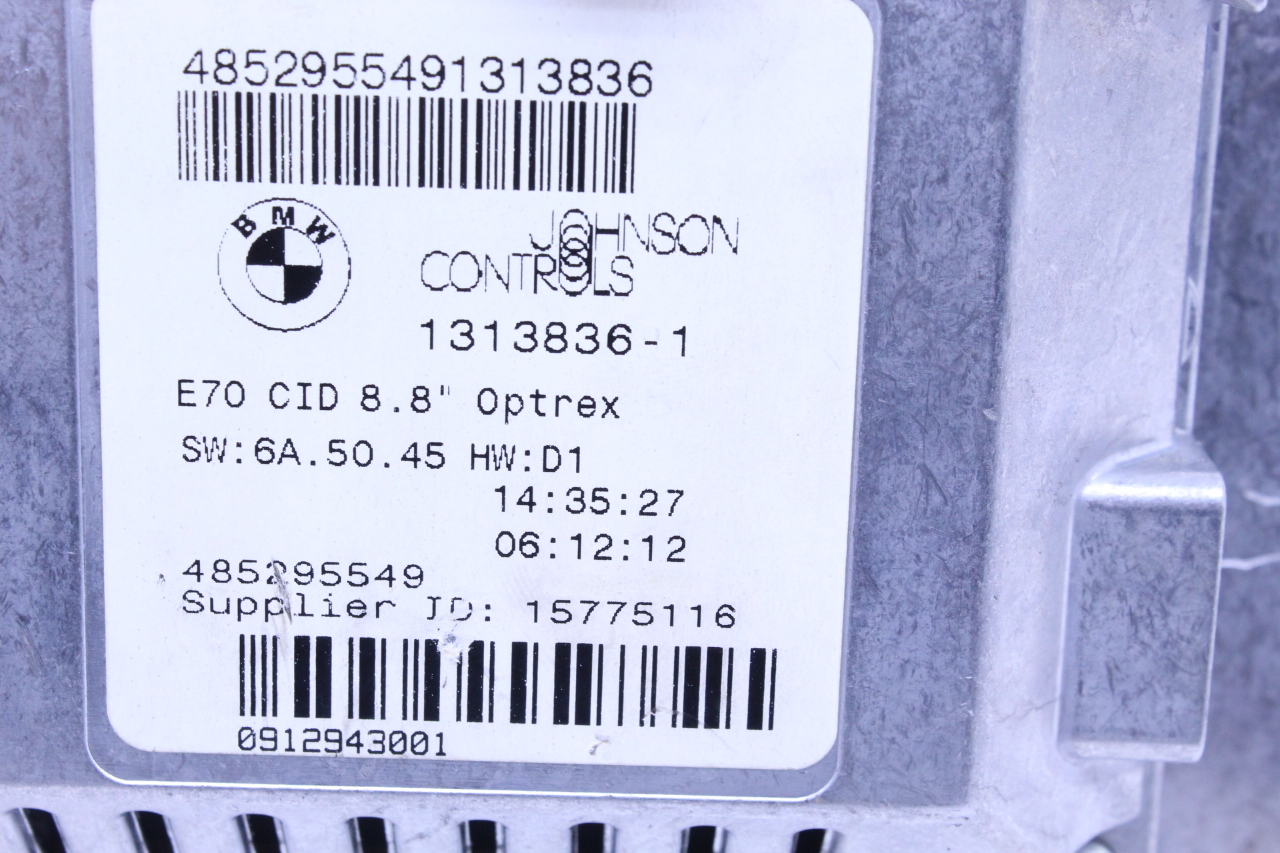 4852955491313836
BMW
JOHNSON
CONTROLS
1313836-1
E70 CID 8.8" Optrex
SW:6A.50.45 HW:D1
14:35:27
06:12:12
485295549
Supplier ID: 15775116
0912943001